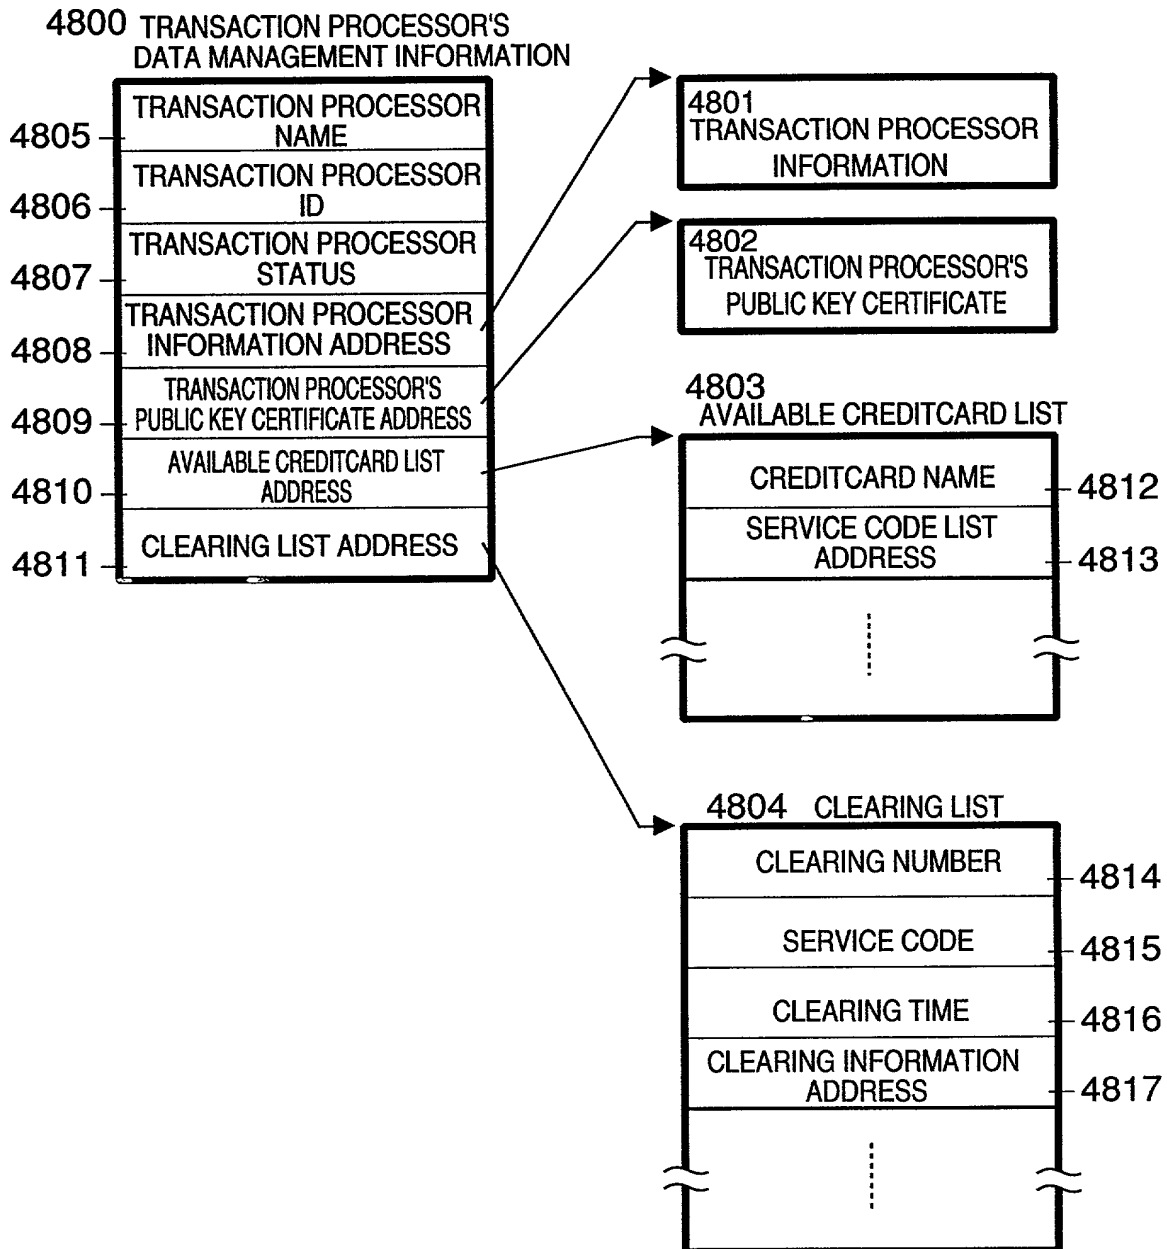 4800 TRANSACTION PROCESSOR'S
DATA MANAGEMENT INFORMATION
TRANSACTION PROCESSOR
NAME
4805
TRANSACTION PROCESSOR
ID
4806
TRANSACTION PROCESSOR
STATUS
4807
TRANSACTION PROCESSOR
INFORMATION ADDRESS
4808
TRANSACTION PROCESSOR'S
PUBLIC KEY CERTIFICATE ADDRESS
4809
AVAILABLE CREDITCARD LIST
ADDRESS
4810
CLEARING LIST ADDRESS
4811
4801
TRANSACTION PROCESSOR
INFORMATION
4802
TRANSACTION PROCESSOR'S
PUBLIC KEY CERTIFICATE
4803
AVAILABLE CREDITCARD LIST
CREDITCARD NAME
4812
SERVICE CODE LIST
ADDRESS
4813
4804 CLEARING LIST
CLEARING NUMBER
4814
SERVICE CODE
4815
CLEARING TIME
4816
CLEARING INFORMATION
ADDRESS
4817